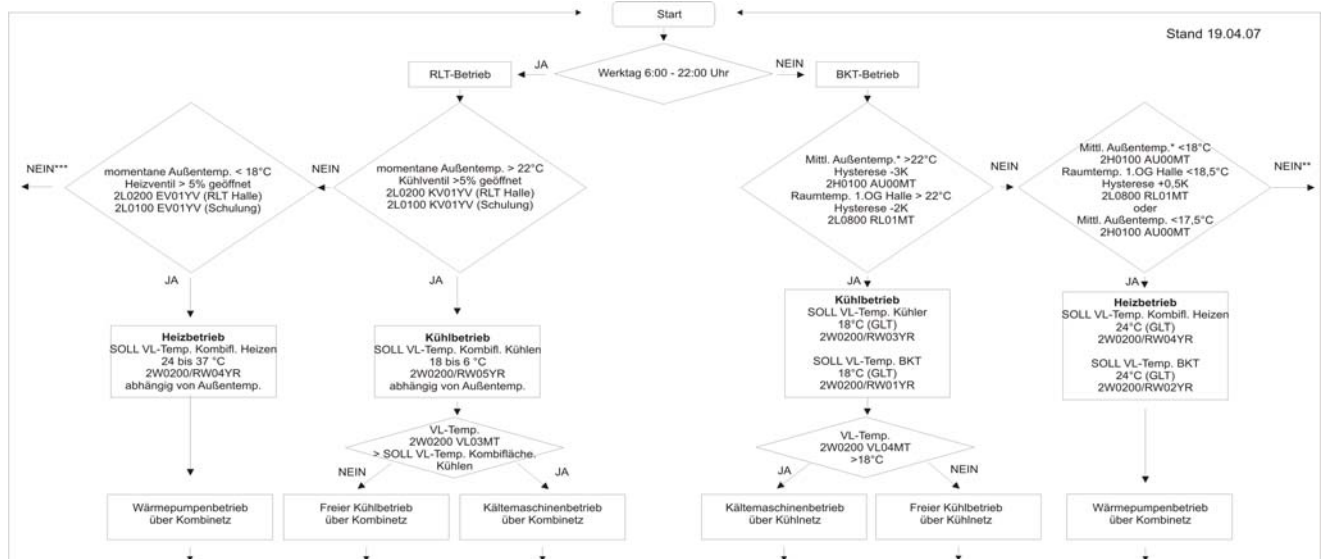 Start
Stand 19.04.07
Werktag 6:00 - 22:00 Uhr
JA
NEIN
RLT-Betrieb
BKT-Betrieb
NEIN***
momentane Außentemp. < 18°C
Heizventil > 5% geöffnet
2L0200 EV01YV (RLT Halle)
2L0100 EV01YV (Schulung)
NEIN
momentane Außentemp. > 22°C
Kühlventil >5% geöffnet
2L0200 KV01YV (RLT Halle)
2L0100 KV01YV (Schulung)
Mittl. Außentemp.* >22°C
Hysterese -3K
2H0100 AU00MT
Raumtemp. 1.OG Halle > 22°C
Hysterese -2K
2L0800 RL01MT
NEIN
Mittl. Außentemp.* <18°C
2H0100 AU00MT
Raumtemp. 1.OG Halle <18,5°C
Hysterese +0,5K
2L0800 RL01MT
oder
Mittl. Außentemp. <17,5°C
2H0100 AU00MT
NEIN**
JA
JA
JA
JA
Heizbetrieb
SOLL VL-Temp. Kombifl. Heizen
24 bis 37 °C
2W0200/RW04YR
abhängig von Außentemp.
Kühlbetrieb
SOLL VL-Temp. Kombifl. Kühlen
18 bis 6 °C
2W0200/RW05YR
abhängig von Außentemp.
Kühlbetrieb
SOLL VL-Temp. Kühler
18°C (GLT)
2W0200/RW03YR
SOLL VL-Temp. BKT
18°C (GLT)
2W0200/RW01YR
Heizbetrieb
SOLL VL-Temp. Kombifl. Heizen
24°C (GLT)
2W0200/RW04YR
SOLL VL-Temp. BKT
24°C (GLT)
2W0200/RW02YR
VL-Temp.
2W0200 VL03MT
> SOLL VL-Temp. Kombifläche.
Kühlen
NEIN
JA
VL-Temp.
2W0200 VL04MT
>18°C
JA
NEIN
Wärmepumpenbetrieb
über Kombinetz
Freier Kühlbetrieb
über Kombinetz
Kältemaschinenbetrieb
über Kombinetz
Kältemaschinenbetrieb
über Kühlnetz
Freier Kühlbetrieb
über Kühlnetz
Wärmepumpenbetrieb
über Kombinetz